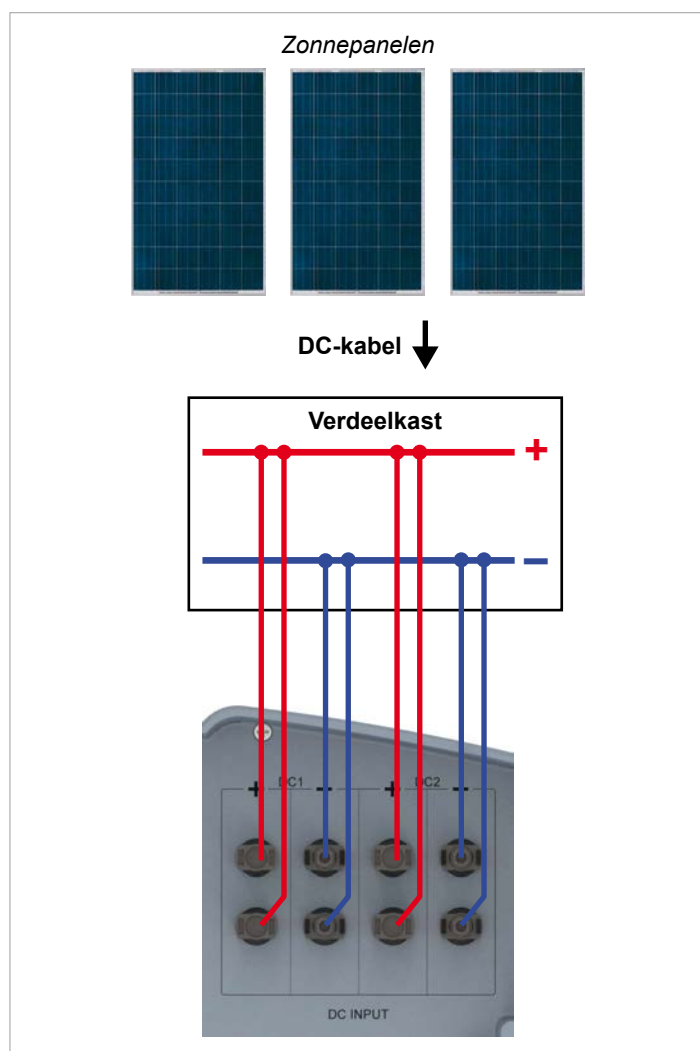 Zonnepanelen
DC-kabel
Verdeelkast
+
−
+ DC1 − + DC2 −
DC INPUT